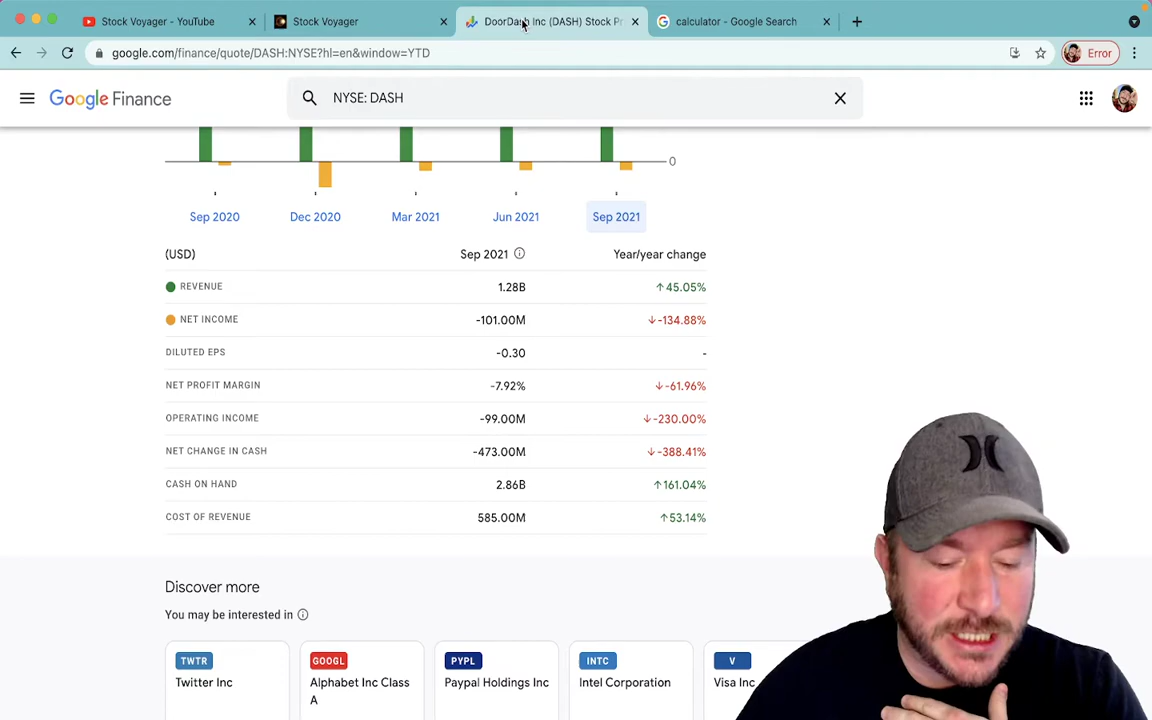 Stock Voyager - YouTube
Stock Voyager
DoorDash Inc (DASH) Stock Pr
calculator - Google Search
google.com/finance/quote/DASH:NYSE?hl=en&window=YTD
Error
Google Finance
NYSE: DASH
0
Sep 2020 Dec 2020 Mar 2021 Jun 2021 Sep 2021
(USD) Sep 2021 Year/year change
REVENUE 1.28B ↑45.05%
NET INCOME -101.00M ↓-134.88%
DILUTED EPS -0.30 -
NET PROFIT MARGIN -7.92% ↓-61.96%
OPERATING INCOME -99.00M ↓-230.00%
NET CHANGE IN CASH -473.00M ↓-388.41%
CASH ON HAND 2.86B ↑161.04%
COST OF REVENUE 585.00M ↑53.14%
Discover more
You may be interested in
TWTR GOOGL PYPL INTC V
Twitter Inc Alphabet Inc Class A Paypal Holdings Inc Intel Corporation Visa Inc